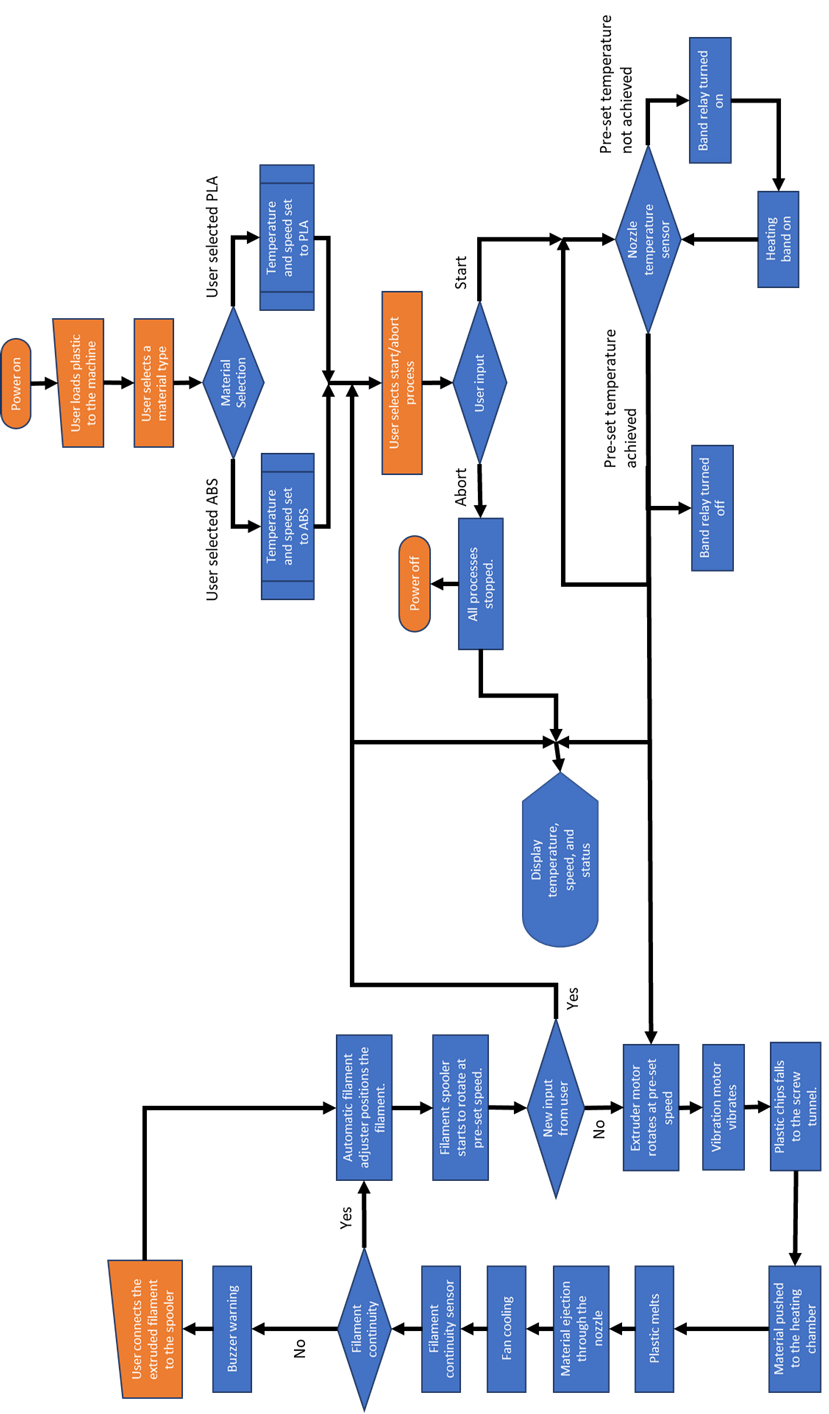 Power on
User loads plastic
to the machine
User selects a
material type
Material
Selection
User selected ABS
User selected PLA
Temperature
and speed set
to ABS
Temperature
and speed set
to PLA
User selects start/abort
process
User input
Abort
Start
All processes
stopped.
Power off
Display
temperature,
speed, and
status
Nozzle
temperature
sensor
Pre-set temperature
not achieved
Band relay turned
on
Heating
band on
Pre-set temperature
achieved
Band relay turned
off
Extruder motor
rotates at pre-set
speed
Vibration motor
vibrates
Plastic chips falls
to the screw
tunnel.
Material pushed
to the heating
chamber
Plastic melts
Material ejection
through the
nozzle
Fan cooling
Filament
continuity sensor
Filament
continuity
No
Yes
Buzzer warning
User connects the
extruded filament
to the spooler
Automatic filament
adjuster positions the
filament.
Filament spooler
starts to rotate at
pre-set speed.
New input
from user
Yes
No